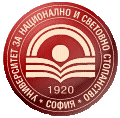 УНИВЕРСИТЕТ ЗА НАЦИОНАЛНО И СВЕТОВНО СТОПАНСТВО
1920
СОФИЯ